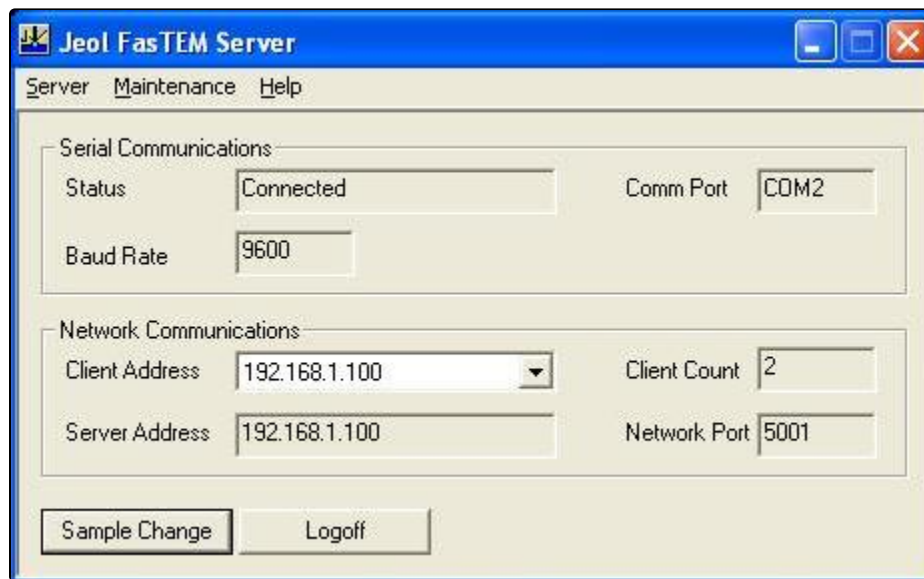 Jeol FasTEM Server
Server Maintenance Help
Serial Communications
Status Connected Comm Port COM2
Baud Rate 9600
Network Communications
Client Address 192.168.1.100 Client Count 2
Server Address 192.168.1.100 Network Port 5001
Sample Change Logoff